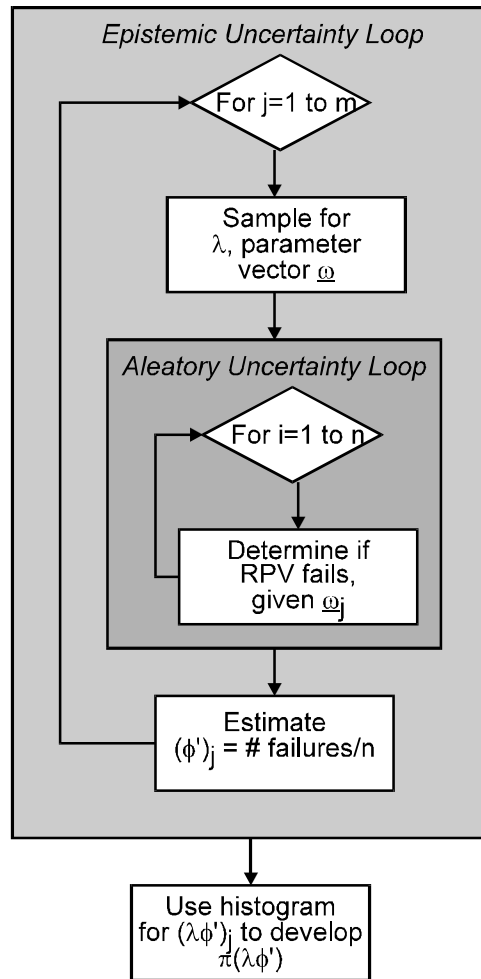 Epistemic Uncertainty Loop
For j=1 to m
Sample for
λ, parameter
vector ω
Aleatory Uncertainty Loop
For i=1 to n
Determine if
RPV fails,
given ωj
Estimate
(ϕ')j = # failures/n
Use histogram
for (λϕ')j to develop
π(λϕ')